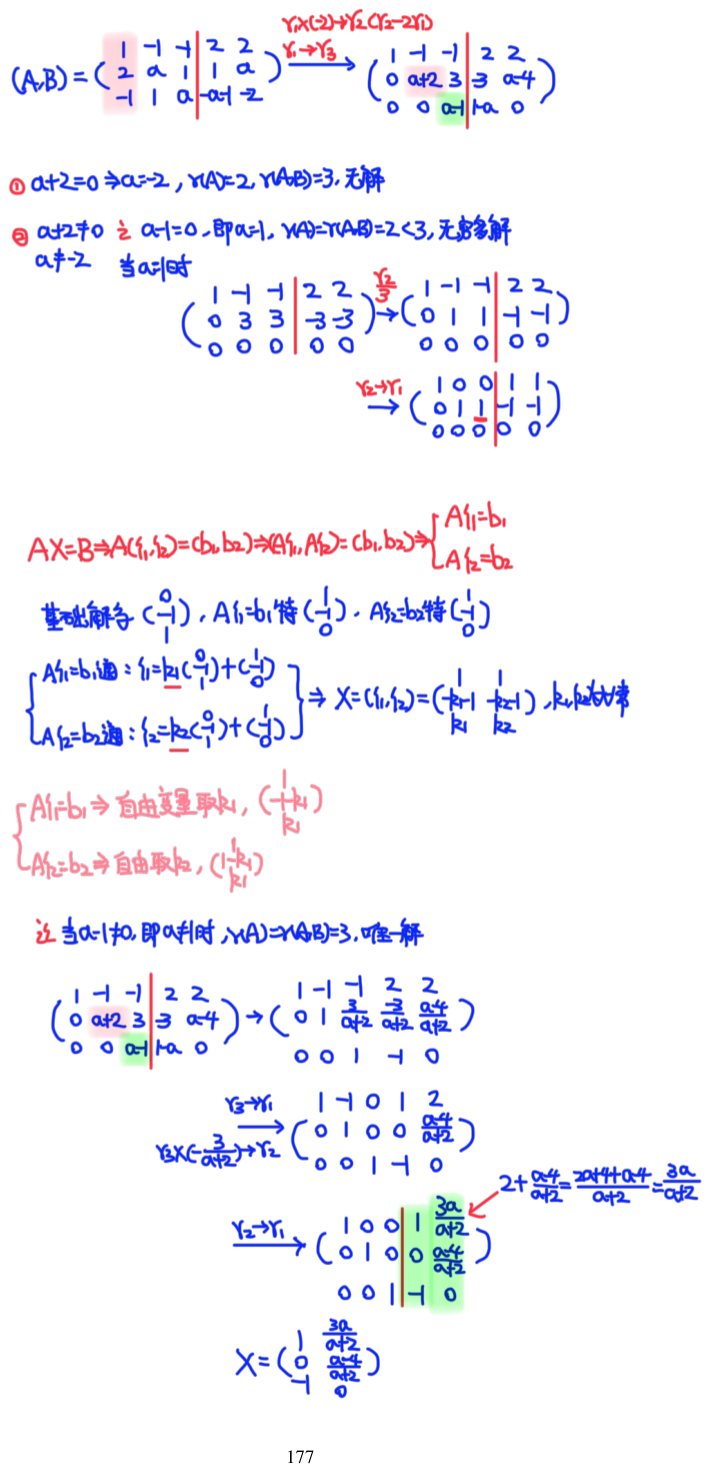 r₁×(-2)→r₂(r₂-2r₁)
r₁→r₃
(A,B) = ( 1 -1 -1 | 2 2 ; 2 a 1 | 1 a ; -1 1 a | -a-1 -2 ) → ( 1 -1 -1 | 2 2 ; 0 a+2 3 | -3 a-4 ; 0 0 a-1 | 1-a 0 )
① a+2=0 ⇒ a=-2, r(A)=2, r(A,B)=3, 无解
② a+2≠0 a-1=0, 即a=1, r(A)=r(A,B)=2<3, 无穷多解
a≠-2 当a=1时
( 1 -1 -1 | 2 2 ; 0 3 3 | -3 -3 ; 0 0 0 | 0 0 ) r₂/3 → ( 1 -1 -1 | 2 2 ; 0 1 1 | -1 -1 ; 0 0 0 | 0 0 )
r₂→r₁ → ( 1 0 0 | 1 1 ; 0 1 1 | -1 -1 ; 0 0 0 | 0 0 )
AX=B ⇒ A(ξ₁,ξ₂)=(b₁,b₂) ⇒ (Aξ₁,Aξ₂)=(b₁,b₂) ⇒ { Aξ₁=b₁
Aξ₂=b₂
基础解系 ( 0 ; -1 ; 1 ), Aξ₁=b₁特 ( 1 ; -1 ; 0 ), Aξ₂=b₂特 ( 1 ; -1 ; 0 )
{ Aξ₁=b₁通: ξ₁=k₁( 0 ; -1 ; 1 )+( 1 ; -1 ; 0 )
Aξ₂=b₂通: ξ₂=k₂( 0 ; -1 ; 1 )+( 1 ; -1 ; 0 ) } ⇒ X=(ξ₁,ξ₂)=( 1 1 ; -k₁-1 -k₂-1 ; k₁ k₂ ), k₁,k₂
{ Aξ₁=b₁ ⇒ 自由变量取k₁, ( 1 ; -1-k₁ ; k₁ )
Aξ₂=b₂ ⇒ 自由取k₂, ( 1 ; -1-k₁ ; k₁ )
当a-1≠0, 即a≠1时, r(A)=r(A,B)=3, 唯一解
( 1 -1 -1 | 2 2 ; 0 a+2 3 | -3 a-4 ; 0 0 a-1 | 1-a 0 ) → ( 1 -1 -1 2 2 ; 0 1 3/(a+2) -3/(a+2) (a-4)/(a+2) ; 0 0 1 -1 0 )
r₃→r₁
r₃×(-3/(a+2))→r₂ → ( 1 -1 0 1 2 ; 0 1 0 0 (a-4)/(a+2) ; 0 0 1 -1 0 )
2+(a-4)/(a+2)=(2a+4+a-4)/(a+2)=3a/(a+2)
r₂→r₁ → ( 1 0 0 | 1 3a/(a+2) ; 0 1 0 | 0 (a-4)/(a+2) ; 0 0 1 | -1 0 )
X=( 1 3a/(a+2) ; 0 (a-4)/(a+2) ; -1 0 )
177